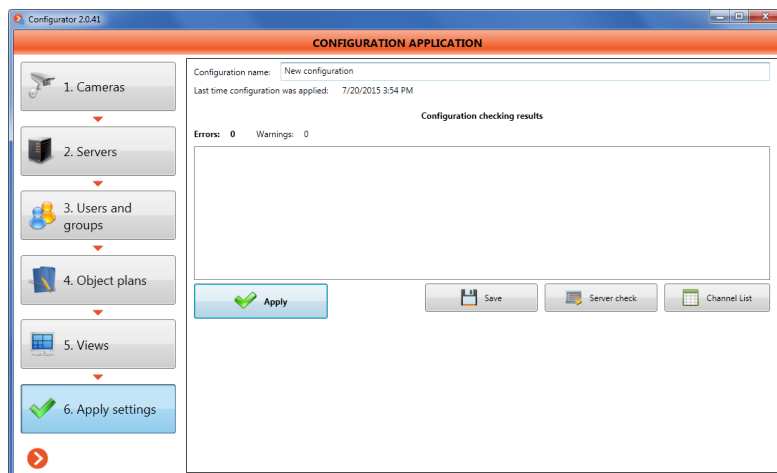 Configurator 2.0.41
CONFIGURATION APPLICATION
1. Cameras
2. Servers
3. Users and
groups
4. Object plans
5. Views
6. Apply settings
Configuration name: New configuration
Last time configuration was applied: 7/20/2015 3:54 PM
Configuration checking results
Errors: 0 Warnings: 0
Apply
Save
Server check
Channel List